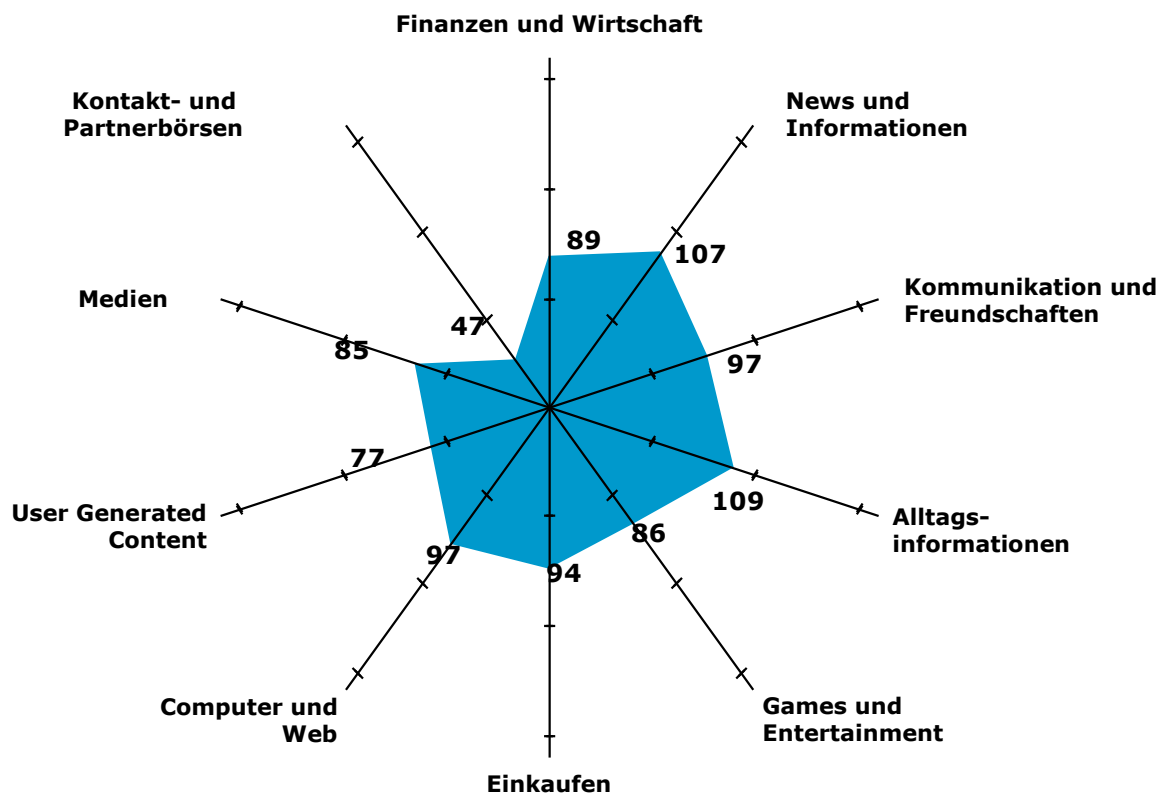 Finanzen und Wirtschaft
Kontakt- und
Partnerbörsen
News und
Informationen
89
107
Medien
Kommunikation und
Freundschaften
47
85
97
77
109
User Generated
Content
Alltags-
informationen
86
97
94
Computer und
Web
Games und
Entertainment
Einkaufen